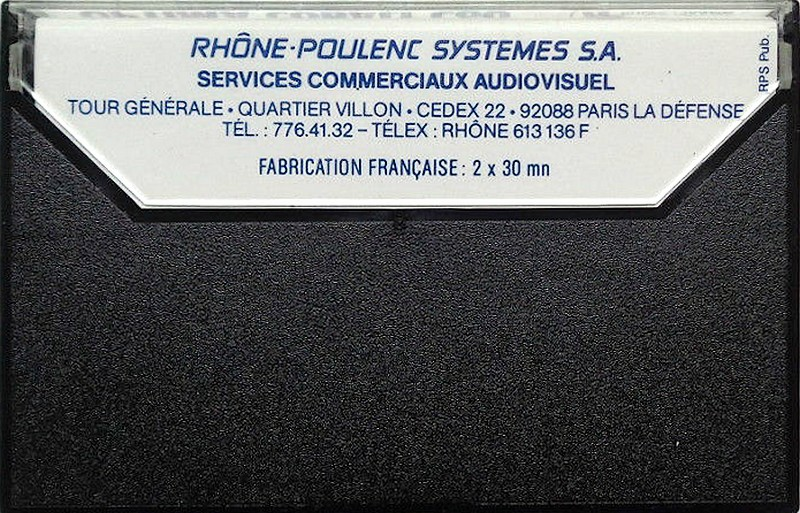 RHÔNE-POULENC SYSTEMES S.A.
SERVICES COMMERCIAUX AUDIOVISUEL
TOUR GÉNÉRALE • QUARTIER VILLON • CEDEX 22 • 92088 PARIS LA DÉFENSE
TÉL. : 776.41.32 – TÉLEX : RHÔNE 613 136 F
FABRICATION FRANÇAISE : 2 x 30 mn
RPS Pub.